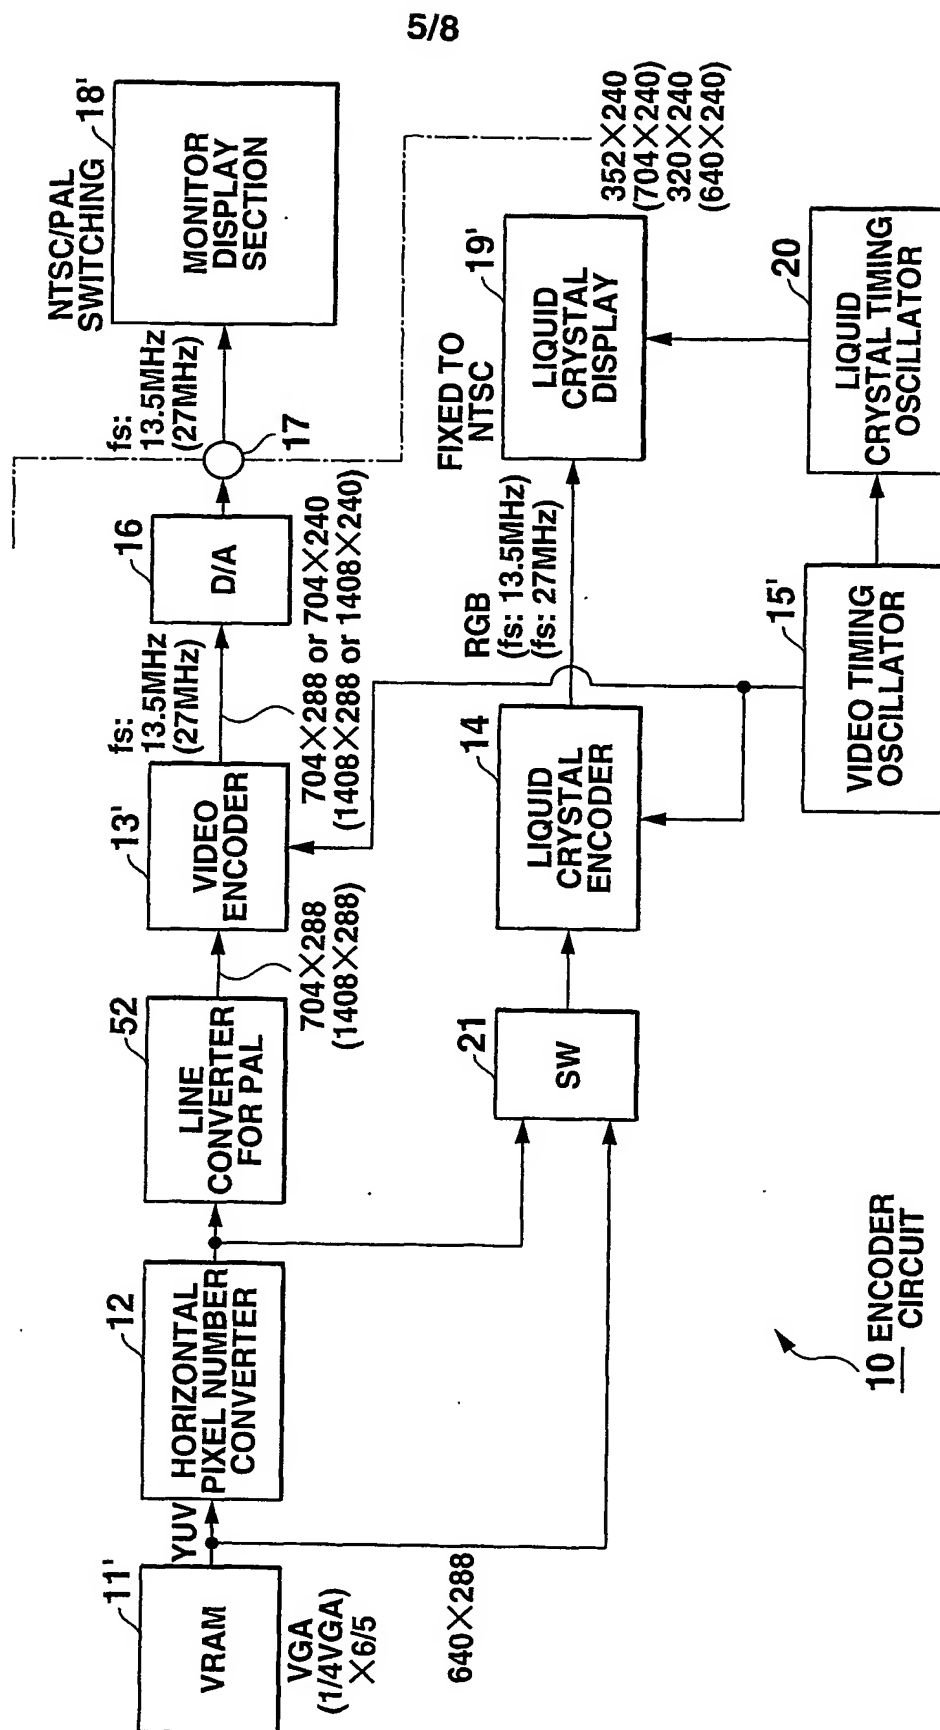 5/8
VRAM
11'
VGA
(1/4VGA)
×6/5
YUV
640×288
HORIZONTAL
PIXEL NUMBER
CONVERTER
12
LINE
CONVERTER
FOR PAL
52
704×288
(1408×288)
VIDEO
ENCODER
13'
fs:
13.5MHz
(27MHz)
704×288 or 704×240
(1408×288 or 1408×240)
D/A
16
17
fs:
13.5MHz
(27MHz)
NTSC/PAL
SWITCHING
18'
MONITOR
DISPLAY
SECTION
SW
21
LIQUID
CRYSTAL
ENCODER
14
RGB
(fs: 13.5MHz)
(fs: 27MHz)
FIXED TO
NTSC
19'
LIQUID
CRYSTAL
DISPLAY
352×240
(704×240)
320×240
(640×240)
VIDEO TIMING
OSCILLATOR
15'
LIQUID
CRYSTAL TIMING
OSCILLATOR
20
10 ENCODER
CIRCUIT